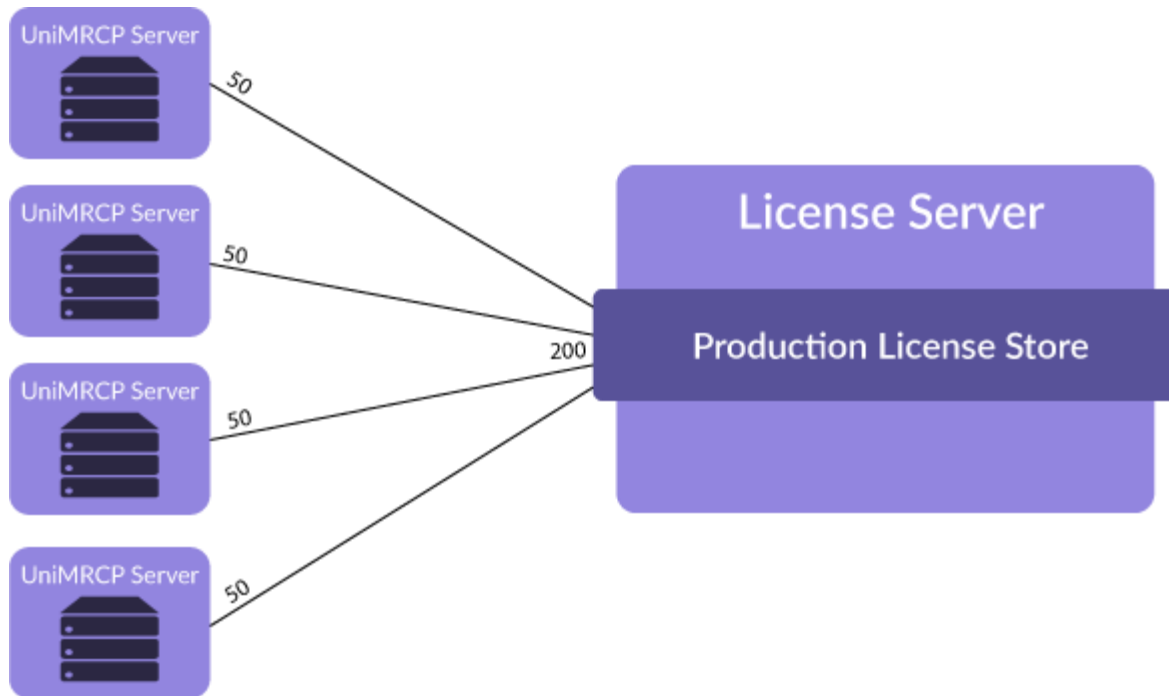 UniMRCP Server
50
UniMRCP Server
50
UniMRCP Server
50
UniMRCP Server
50
200
License Server
Production License Store